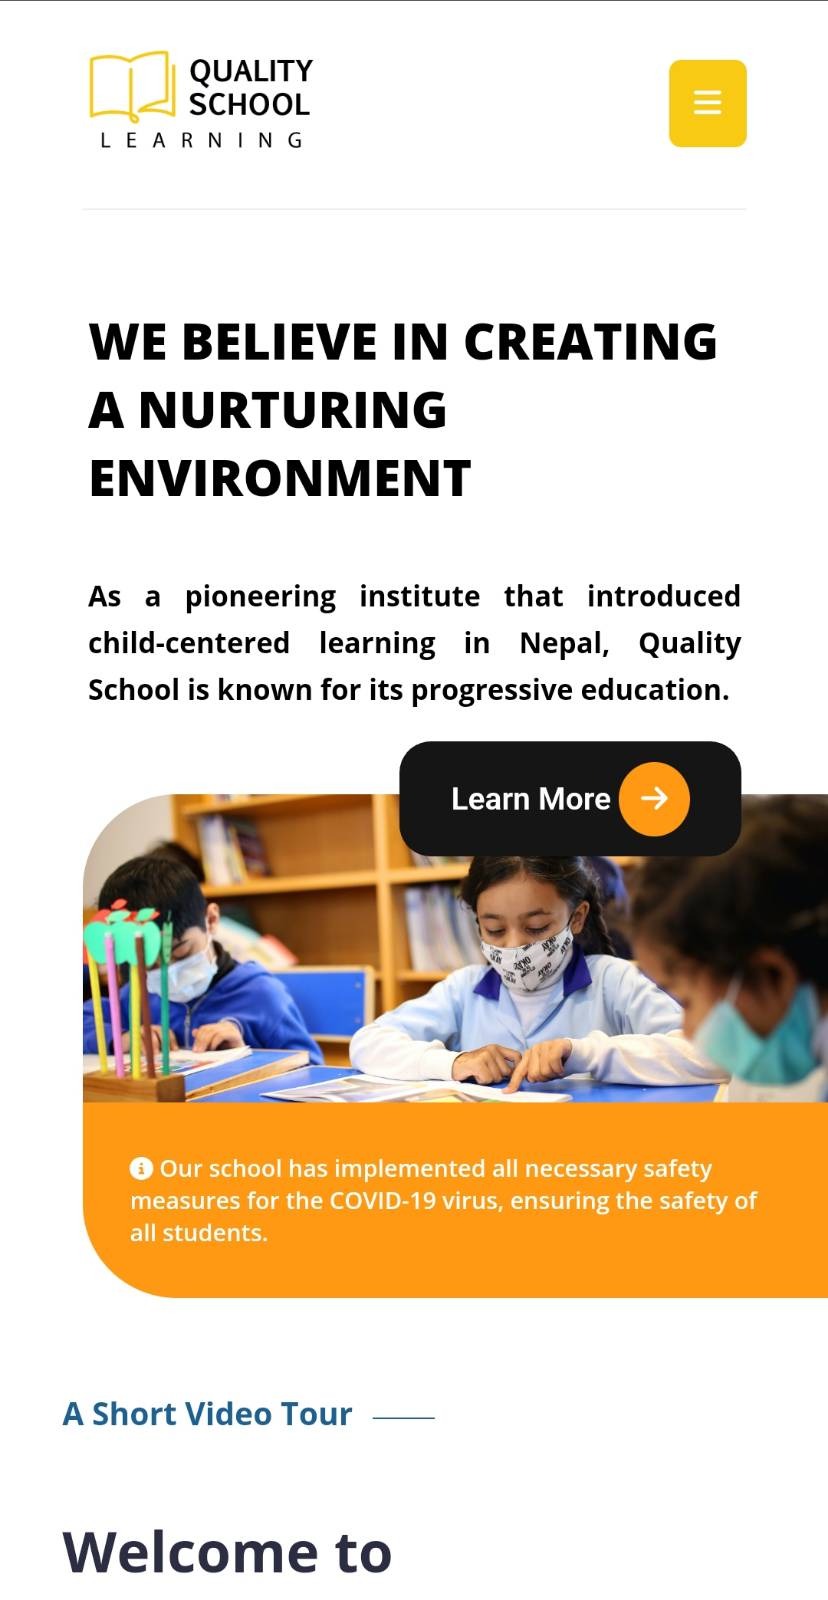 QUALITY
SCHOOL
LEARNING
WE BELIEVE IN CREATING
A NURTURING
ENVIRONMENT
As a pioneering institute that introduced
child-centered learning in Nepal, Quality
School is known for its progressive education.
Learn More
Our school has implemented all necessary safety
measures for the COVID-19 virus, ensuring the safety of
all students.
A Short Video Tour
Welcome to